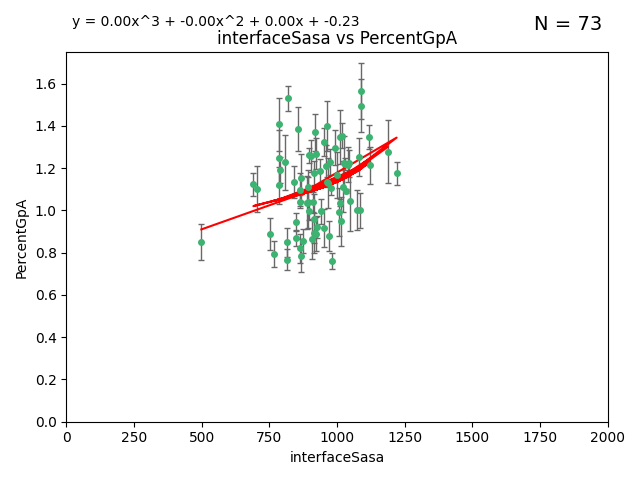 y = 0.00x^3 + -0.00x^2 + 0.00x + -0.23
N = 73
interfaceSasa vs PercentGpA
PercentGpA
1.6
1.4
1.2
1.0
0.8
0.6
0.4
0.2
0.0
0 250 500 750 1000 1250 1500 1750 2000
interfaceSasa